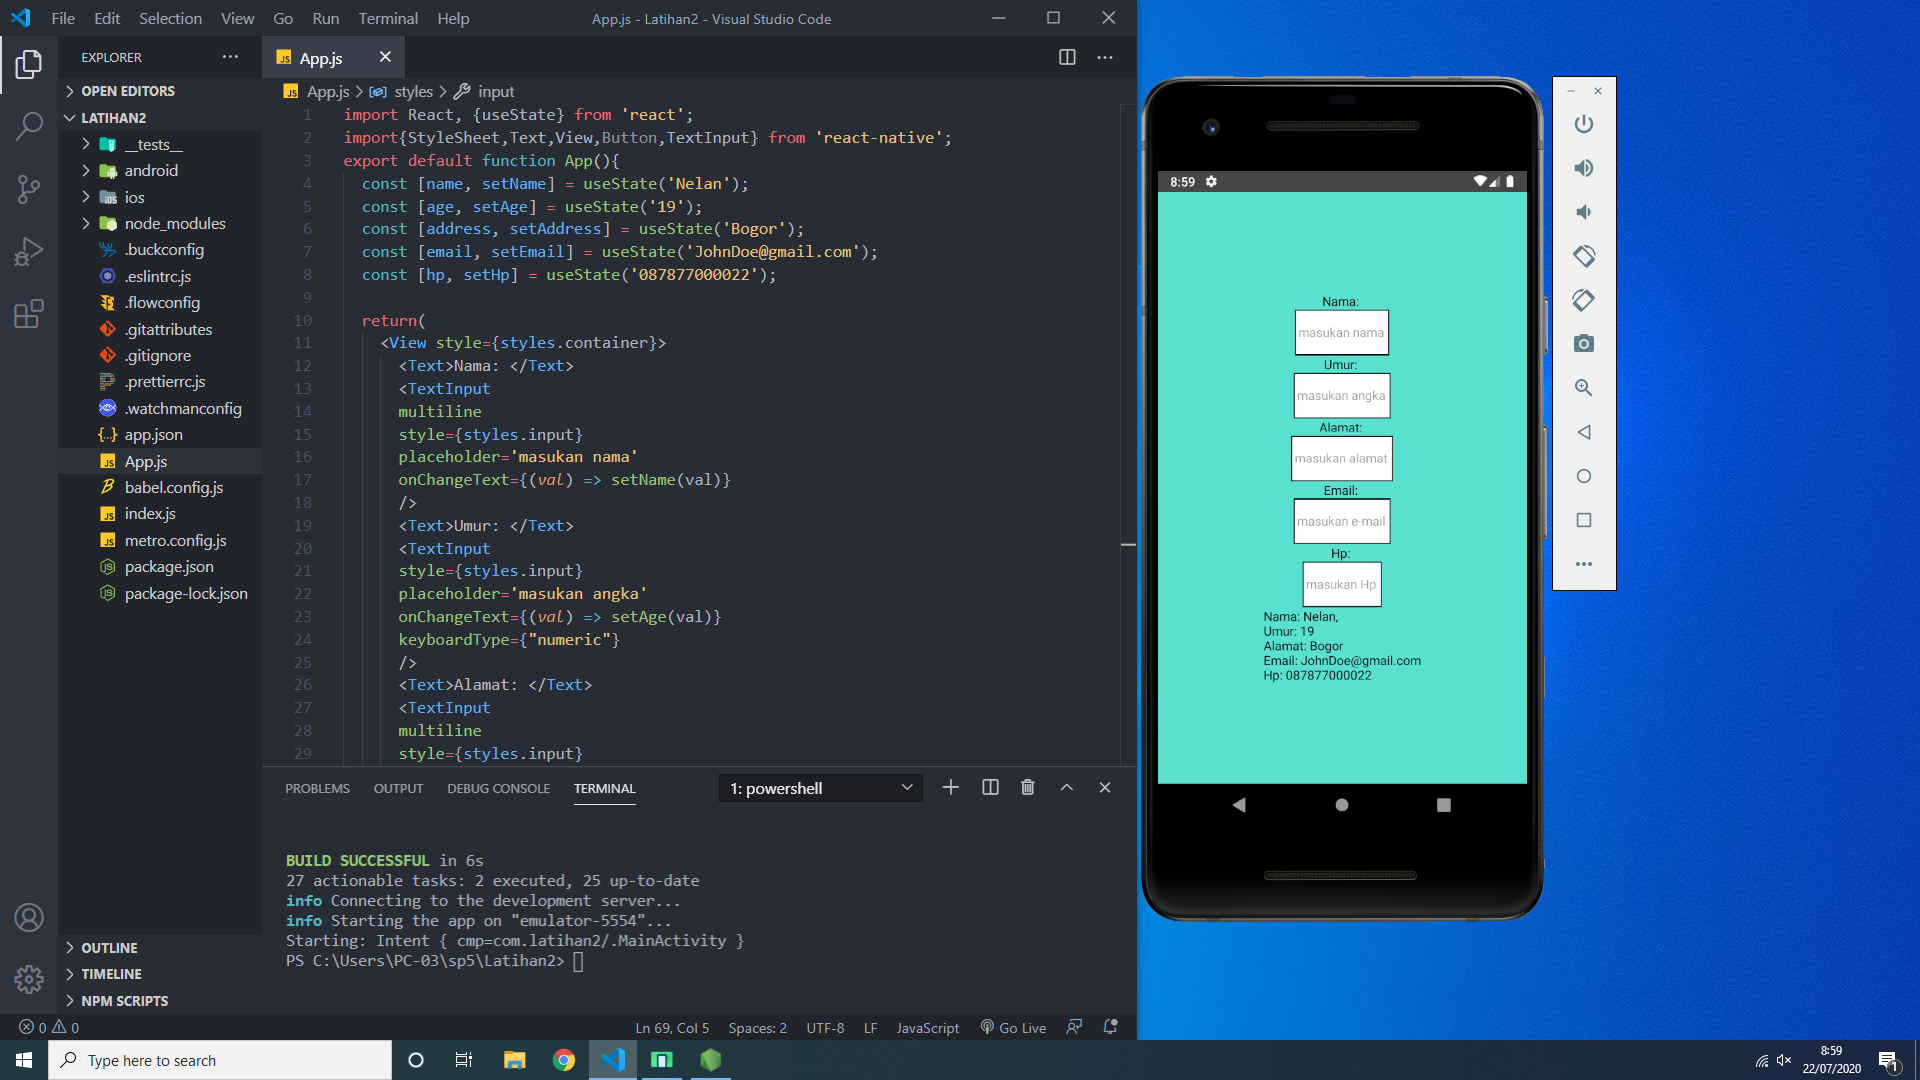 File Edit Selection View Go Run Terminal Help
App.js - Latihan2 - Visual Studio Code
EXPLORER
OPEN EDITORS
LATIHAN2
__tests__
android
ios
node_modules
.buckconfig
.eslintrc.js
.flowconfig
.gitattributes
.gitignore
.prettierrc.js
.watchmanconfig
app.json
App.js
babel.config.js
index.js
metro.config.js
package.json
package-lock.json
OUTLINE
TIMELINE
NPM SCRIPTS
App.js
App.js > styles > input
1 import React, {useState} from 'react';
2 import{StyleSheet,Text,View,Button,TextInput} from 'react-native';
3 export default function App(){
4 const [name, setName] = useState('Nelan');
5 const [age, setAge] = useState('19');
6 const [address, setAddress] = useState('Bogor');
7 const [email, setEmail] = useState('JohnDoe@gmail.com');
8 const [hp, setHp] = useState('087877000022');
9
10 return(
11 <View style={styles.container}>
12 <Text>Nama: </Text>
13 <TextInput
14 multiline
15 style={styles.input}
16 placeholder='masukan nama'
17 onChangeText={(val) => setName(val)}
18 />
19 <Text>Umur: </Text>
20 <TextInput
21 style={styles.input}
22 placeholder='masukan angka'
23 onChangeText={(val) => setAge(val)}
24 keyboardType={"numeric"}
25 />
26 <Text>Alamat: </Text>
27 <TextInput
28 multiline
29 style={styles.input}
PROBLEMS OUTPUT DEBUG CONSOLE TERMINAL
1: powershell
BUILD SUCCESSFUL in 6s
27 actionable tasks: 2 executed, 25 up-to-date
info Connecting to the development server...
info Starting the app on "emulator-5554"...
Starting: Intent { cmp=com.latihan2/.MainActivity }
PS C:\Users\PC-03\sp5\Latihan2>
0 0
Ln 69, Col 5 Spaces: 2 UTF-8 LF JavaScript Go Live
8:59
Nama:
masukan nama
Umur:
masukan angka
Alamat:
masukan alamat
Email:
masukan e-mail
Hp:
masukan Hp
Nama: Nelan,
Umur: 19
Alamat: Bogor
Email: JohnDoe@gmail.com
Hp: 087877000022
Type here to search
8:59
22/07/2020
1